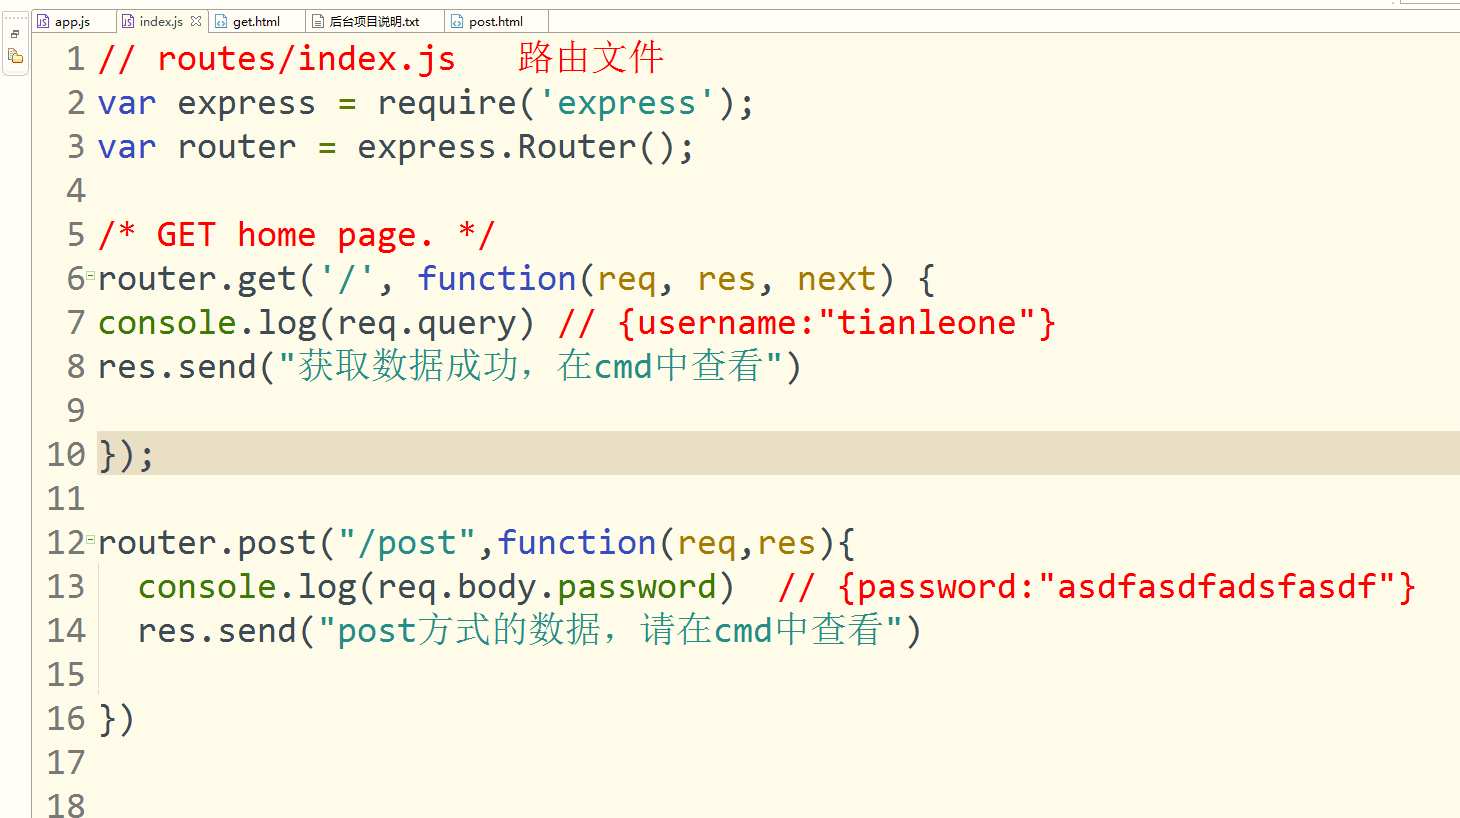 app.js index.js get.html 后台项目说明.txt post.html
1 // routes/index.js 路由文件
2 var express = require('express');
3 var router = express.Router();
4
5 /* GET home page. */
6 router.get('/', function(req, res, next) {
7 console.log(req.query) // {username:"tianleone"}
8 res.send("获取数据成功，在cmd中查看")
9
10 });
11
12 router.post("/post",function(req,res){
13 console.log(req.body.password) // {password:"asdfasdfadsfasdf"}
14 res.send("post方式的数据，请在cmd中查看")
15
16 })
17
18